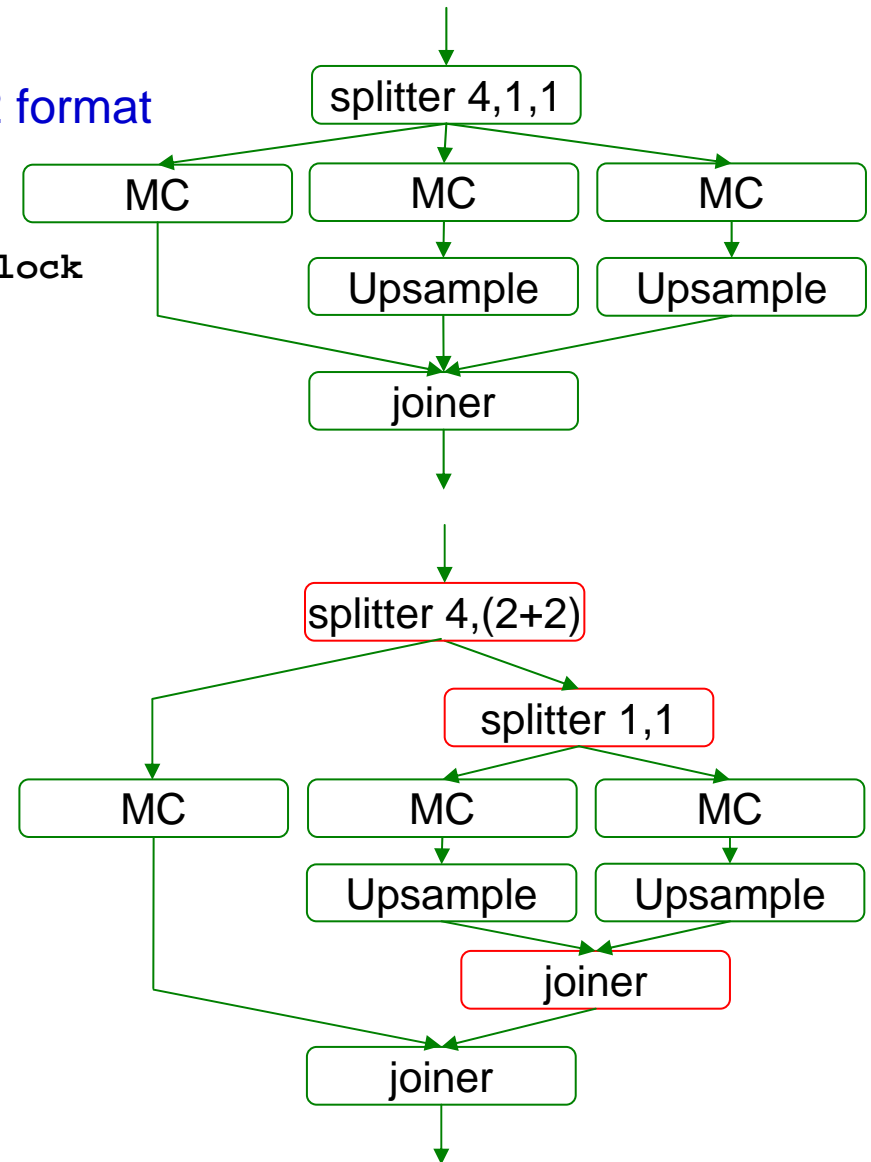 splitter 4,1,1
format
MC MC MC
lock
Upsample Upsample
joiner
splitter 4,(2+2)
splitter 1,1
MC MC MC
Upsample Upsample
joiner
joiner